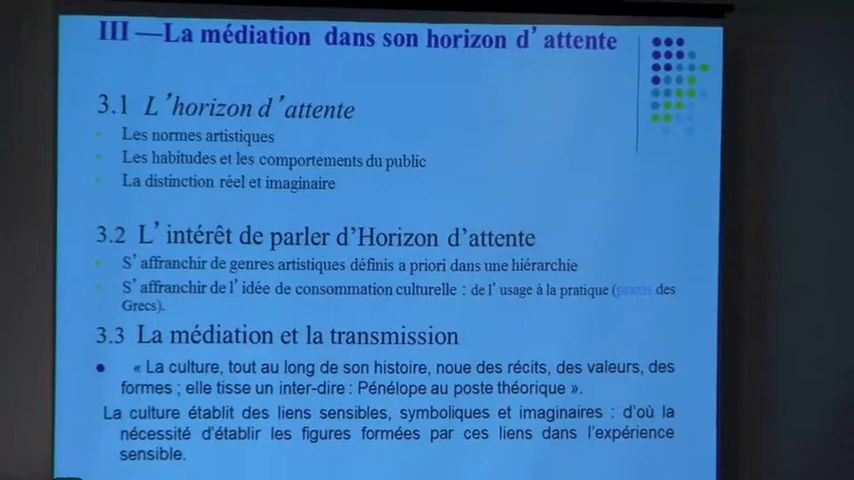 III —La médiation dans son horizon d’attente
3.1 L’horizon d’attente
Les normes artistiques
Les habitudes et les comportements du public
La distinction réel et imaginaire
3.2 L’intérêt de parler d’Horizon d’attente
S’affranchir de genres artistiques définis a priori dans une hiérarchie
S’affranchir de l’idée de consommation culturelle : de l’usage à la pratique (praxis des
Grecs).
3.3 La médiation et la transmission
« La culture, tout au long de son histoire, noue des récits, des valeurs, des
formes ; elle tisse un inter-dire : Pénélope au poste théorique ».
La culture établit des liens sensibles, symboliques et imaginaires : d’où la
nécessité d’établir les figures formées par ces liens dans l’expérience
sensible.